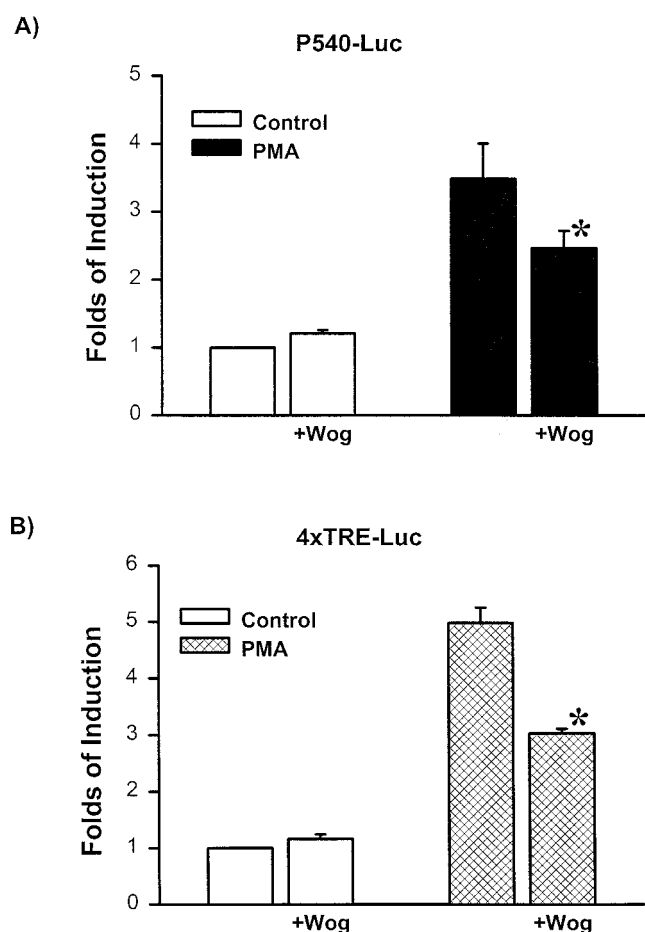 A)
P540-Luc
5
4
3
2
1
0
Folds of Induction
Control
PMA
*
+Wog
+Wog
B)
4xTRE-Luc
6
5
4
3
2
1
0
Folds of Induction
Control
PMA
*
+Wog
+Wog